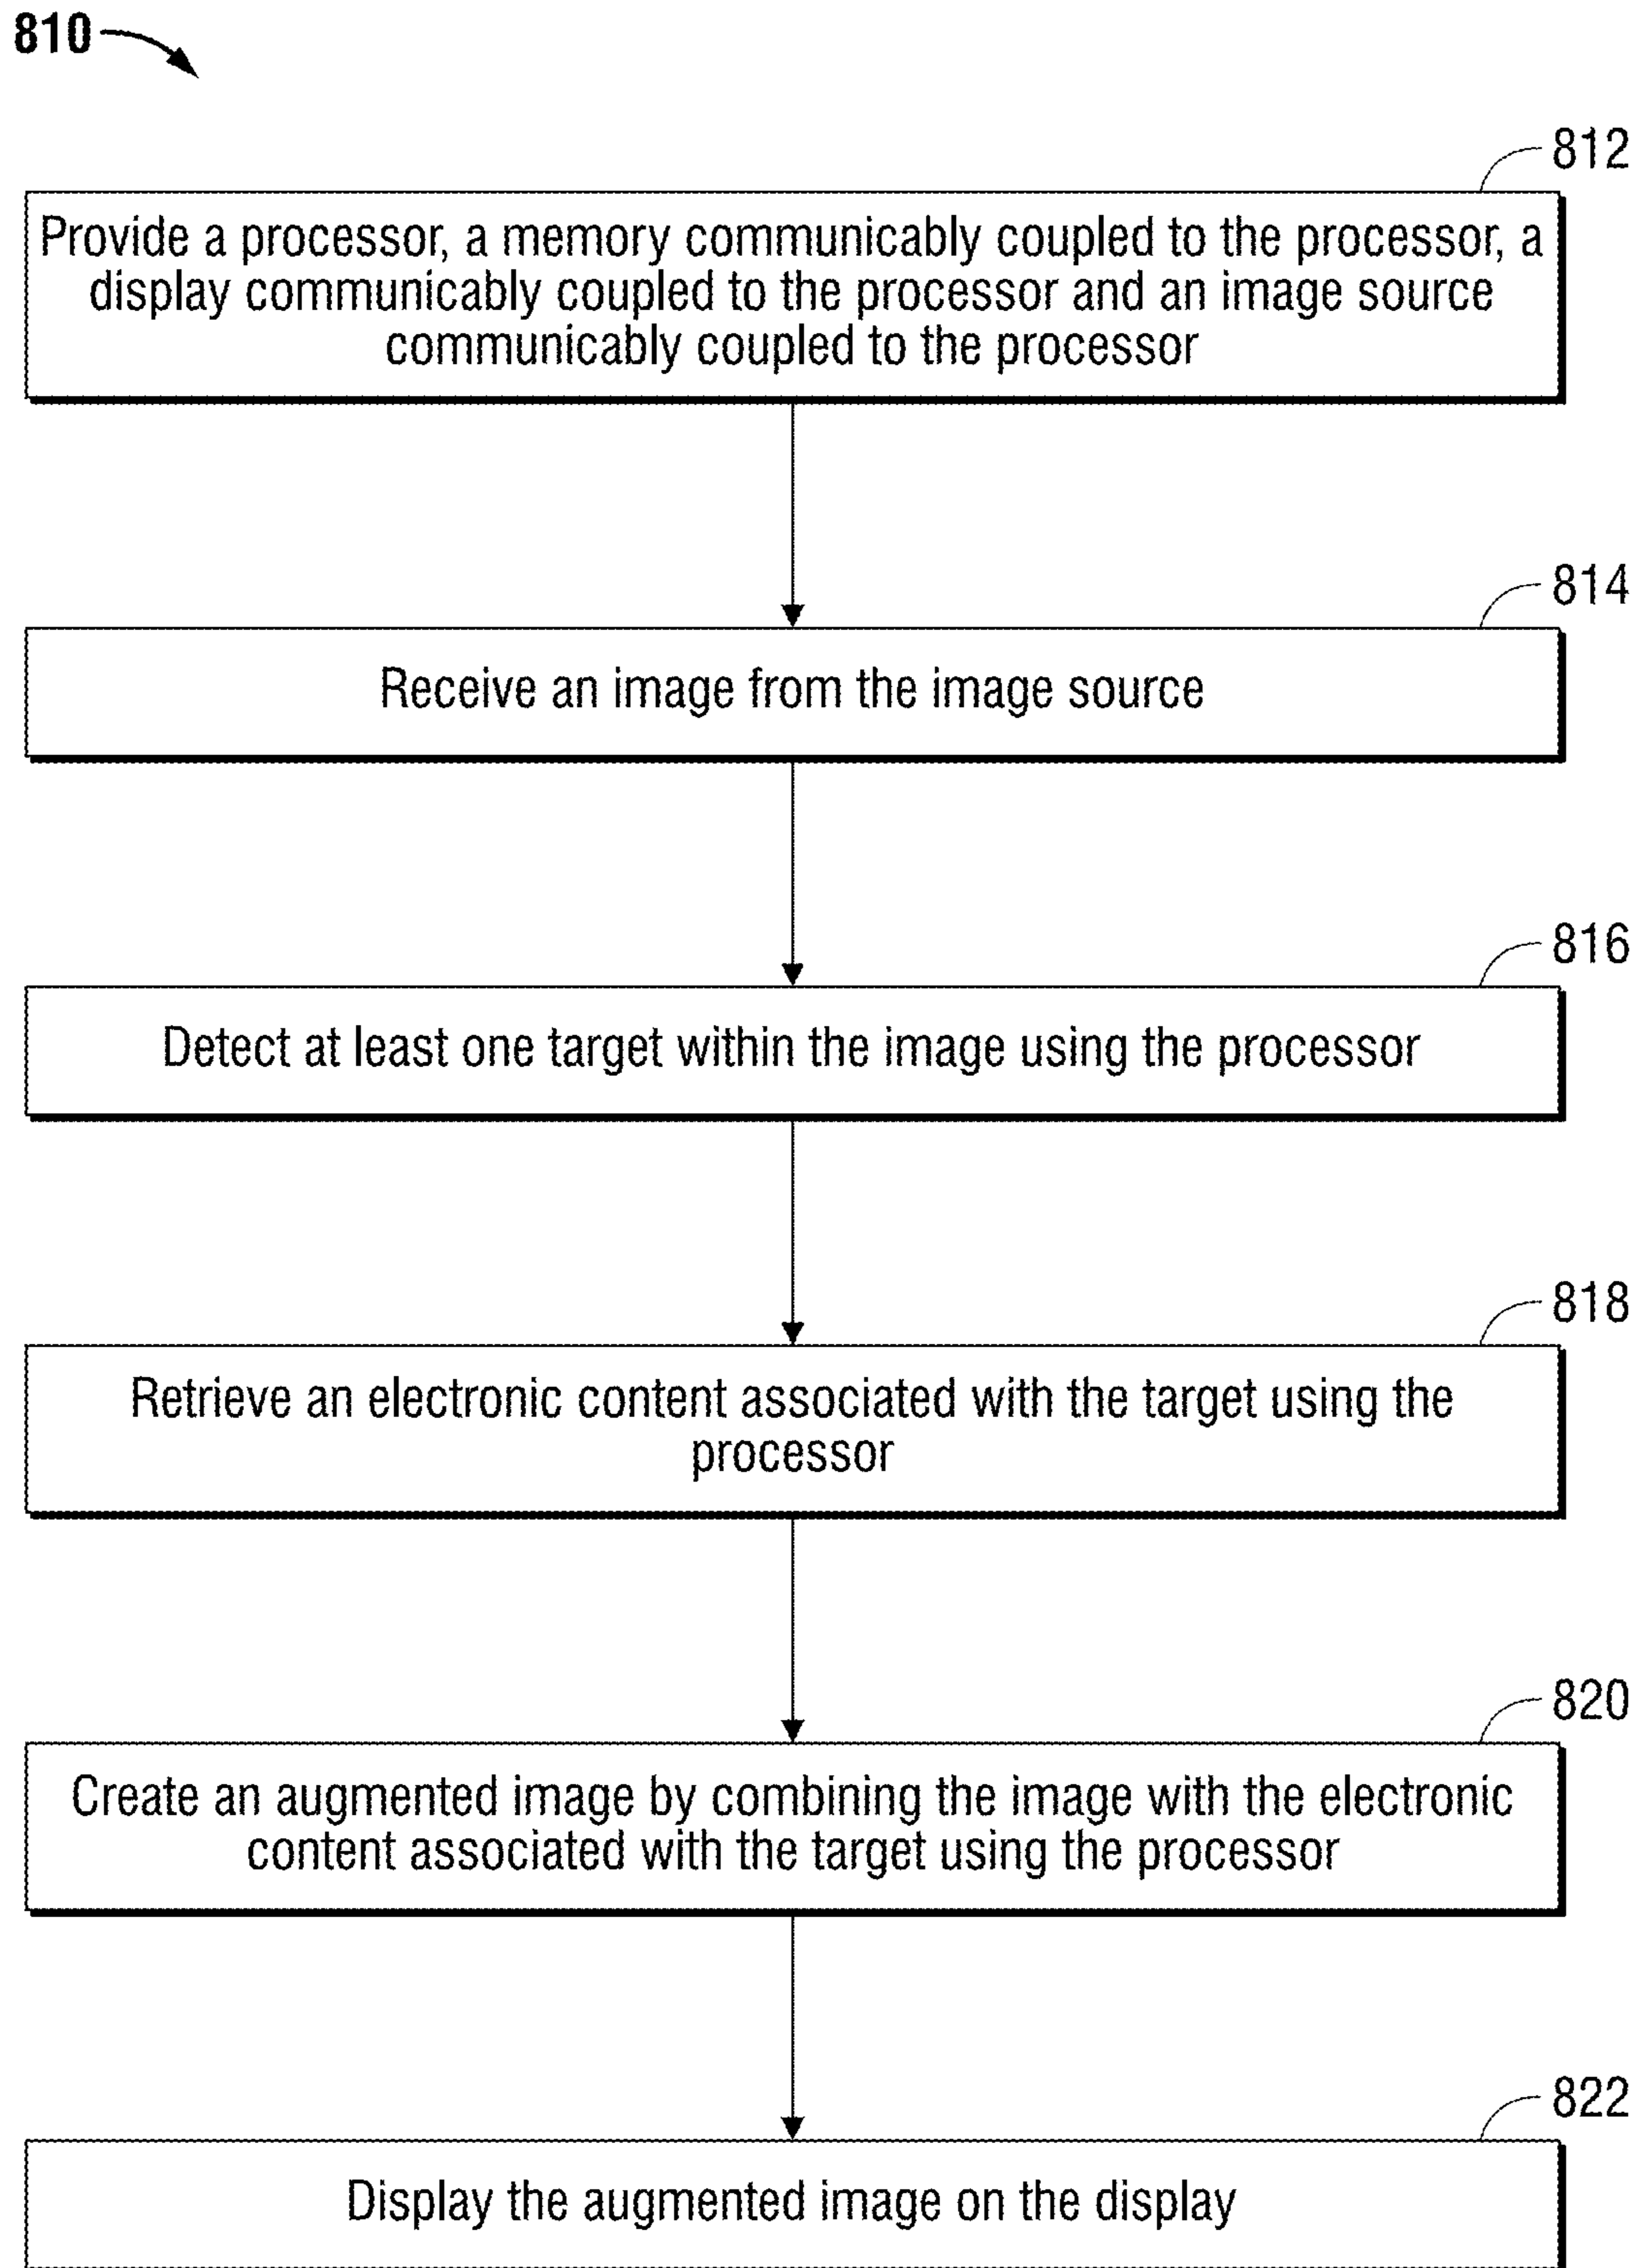 810
812
Provide a processor, a memory communicably coupled to the processor, a
display communicably coupled to the processor and an image source
communicably coupled to the processor
814
Receive an image from the image source
816
Detect at least one target within the image using the processor
818
Retrieve an electronic content associated with the target using the
processor
820
Create an augmented image by combining the image with the electronic
content associated with the target using the processor
822
Display the augmented image on the display